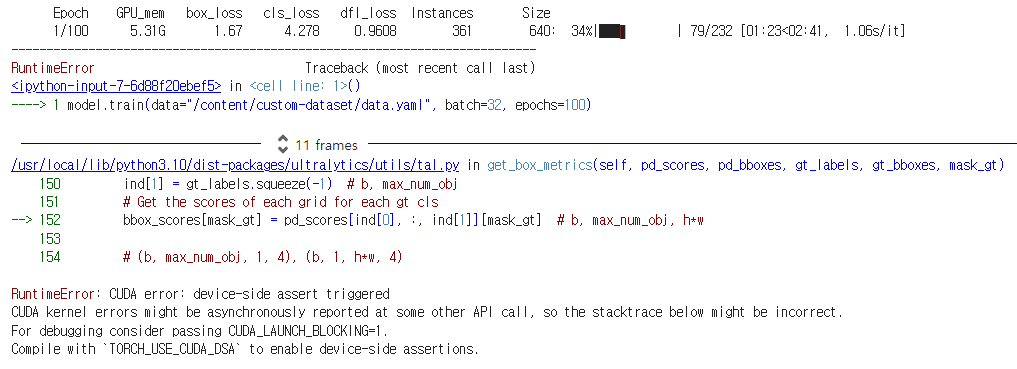 Epoch GPU_mem box_loss cls_loss dfl_loss Instances Size
1/100 5.31G 1.67 4.278 0.9608 361 640: 34%| | 79/232 [01:23<02:41, 1.06s/it]
---------------------------------------------------------------------------
RuntimeError Traceback (most recent call last)
<ipython-input-7-6d88f20ebef5> in <cell line: 1>()
----> 1 model.train(data="/content/custom-dataset/data.yaml", batch=32, epochs=100)
11 frames
/usr/local/lib/python3.10/dist-packages/ultralytics/utils/tal.py in get_box_metrics(self, pd_scores, pd_bboxes, gt_labels, gt_bboxes, mask_gt)
150 ind[1] = gt_labels.squeeze(-1) # b, max_num_obj
151 # Get the scores of each grid for each gt cls
--> 152 bbox_scores[mask_gt] = pd_scores[ind[0], :, ind[1]][mask_gt] # b, max_num_obj, h*w
153
154 # (b, max_num_obj, 1, 4), (b, 1, h*w, 4)
RuntimeError: CUDA error: device-side assert triggered
CUDA kernel errors might be asynchronously reported at some other API call, so the stacktrace below might be incorrect.
For debugging consider passing CUDA_LAUNCH_BLOCKING=1.
Compile with `TORCH_USE_CUDA_DSA` to enable device-side assertions.